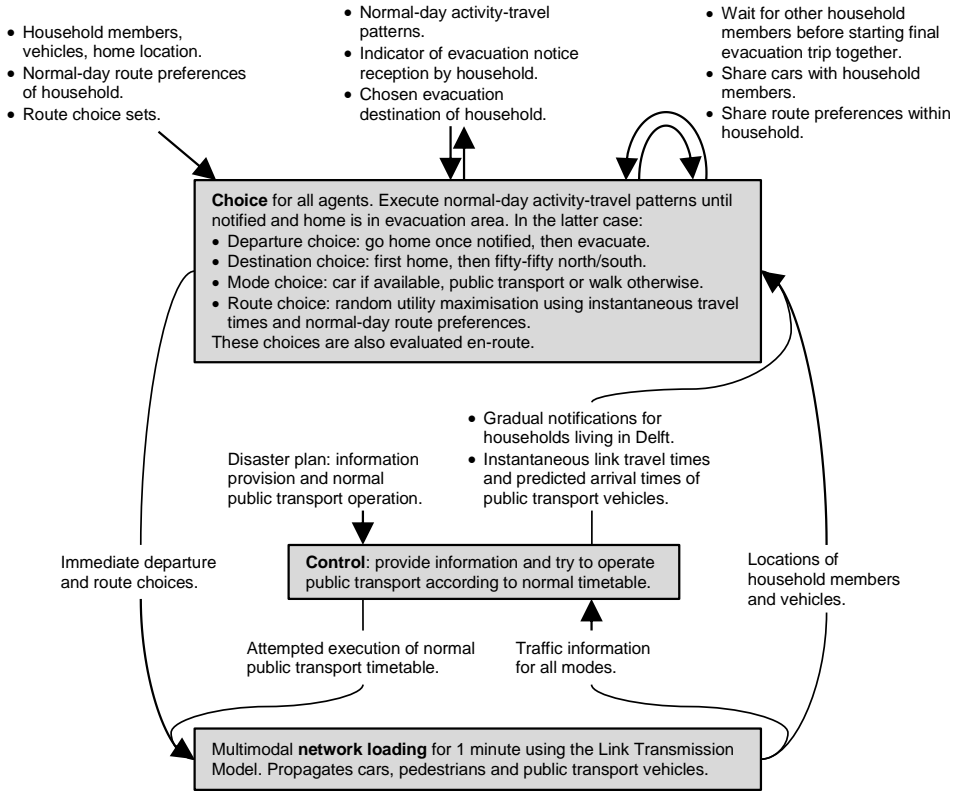 • Household members,
vehicles, home location.
• Normal-day route preferences
of household.
• Route choice sets.
• Normal-day activity-travel
patterns.
• Indicator of evacuation notice
reception by household.
• Chosen evacuation
destination of household.
• Wait for other household
members before starting final
evacuation trip together.
• Share cars with household
members.
• Share route preferences within
household.
Choice for all agents. Execute normal-day activity-travel patterns until
notified and home is in evacuation area. In the latter case:
• Departure choice: go home once notified, then evacuate.
• Destination choice: first home, then fifty-fifty north/south.
• Mode choice: car if available, public transport or walk otherwise.
• Route choice: random utility maximisation using instantaneous travel
times and normal-day route preferences.
These choices are also evaluated en-route.
• Gradual notifications for
households living in Delft.
• Instantaneous link travel times
and predicted arrival times of
public transport vehicles.
Disaster plan: information
provision and normal
public transport operation.
Control: provide information and try to operate
public transport according to normal timetable.
Immediate departure
and route choices.
Locations of
household members
and vehicles.
Attempted execution of normal
public transport timetable.
Traffic information
for all modes.
Multimodal network loading for 1 minute using the Link Transmission
Model. Propagates cars, pedestrians and public transport vehicles.